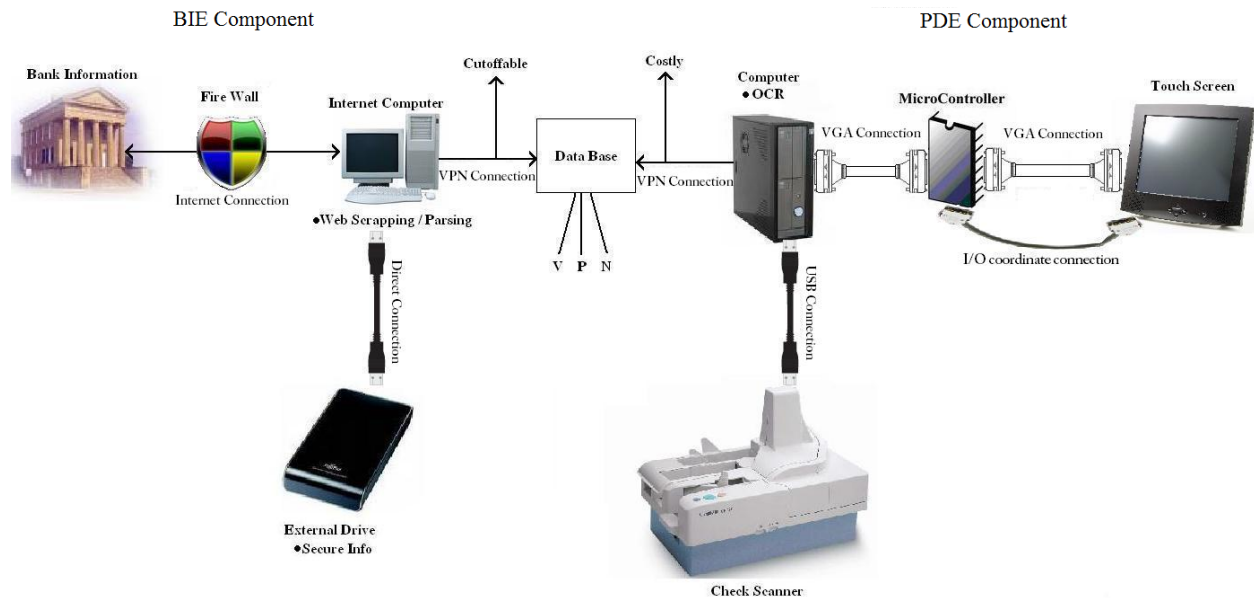 BIE Component
PDE Component
Bank Information
Fire Wall
Internet Connection
Internet Computer
Cutoffable
VPN Connection
●Web Scrapping / Parsing
Data Base
V P N
Costly
VPN Connection
Computer
●OCR
VGA Connection
MicroController
VGA Connection
Touch Screen
I/O coordinate connection
Direct Connection
USB Connection
External Drive
●Secure Info
Check Scanner